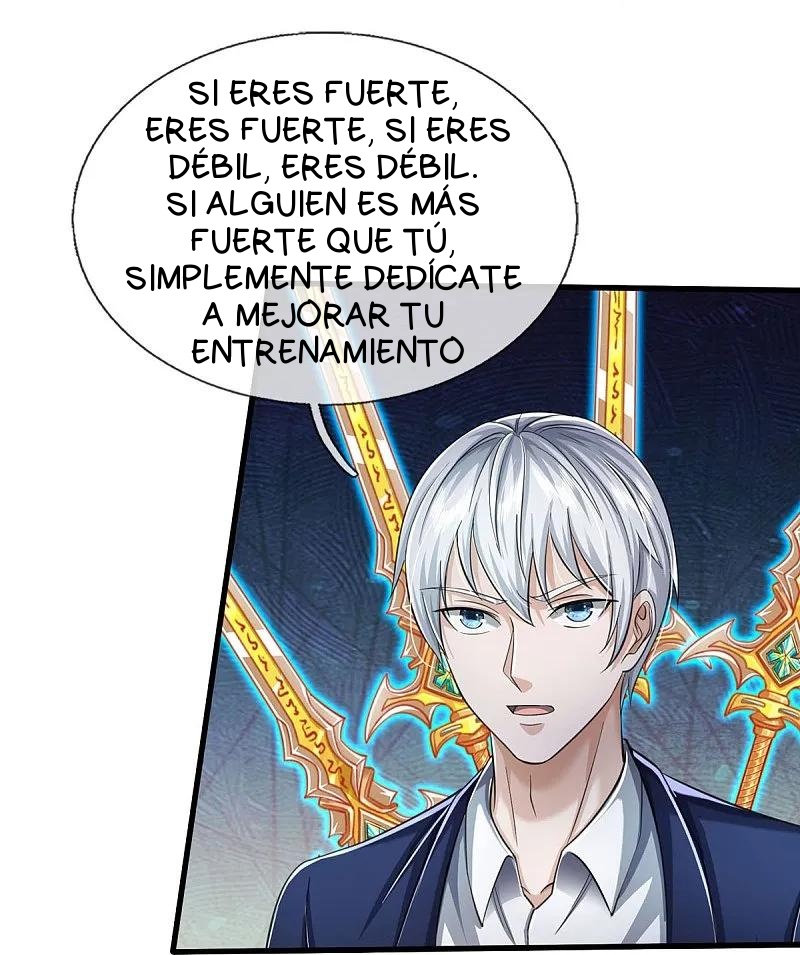 SI ERES FUERTE,
ERES FUERTE, SI ERES
DÉBIL, ERES DÉBIL.
SI ALGUIEN ES MÁS
FUERTE QUE TÚ,
SIMPLEMENTE DEDÍCATE
A MEJORAR TU
ENTRENAMIENTO